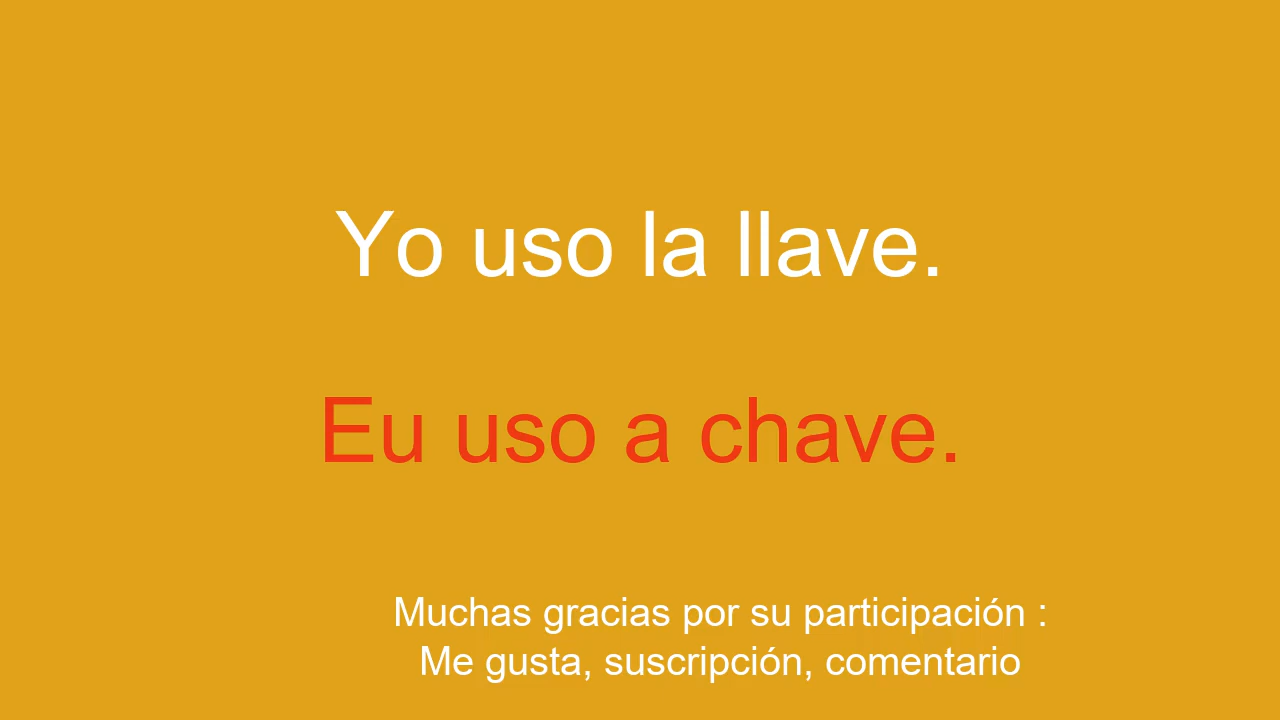 Yo uso la llave.
Eu uso a chave.
Muchas gracias por su participación :
Me gusta, suscripción, comentario